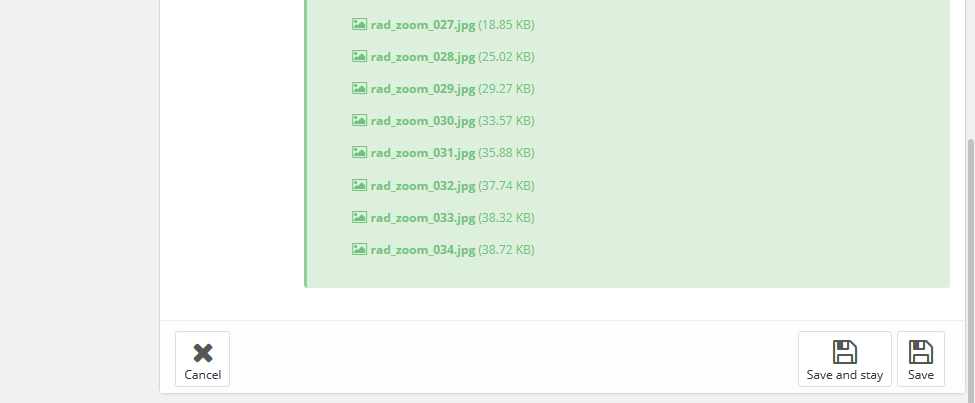 rad_zoom_027.jpg (18.85 KB)
rad_zoom_028.jpg (25.02 KB)
rad_zoom_029.jpg (29.27 KB)
rad_zoom_030.jpg (33.57 KB)
rad_zoom_031.jpg (35.88 KB)
rad_zoom_032.jpg (37.74 KB)
rad_zoom_033.jpg (38.32 KB)
rad_zoom_034.jpg (38.72 KB)
Cancel
Save and stay
Save